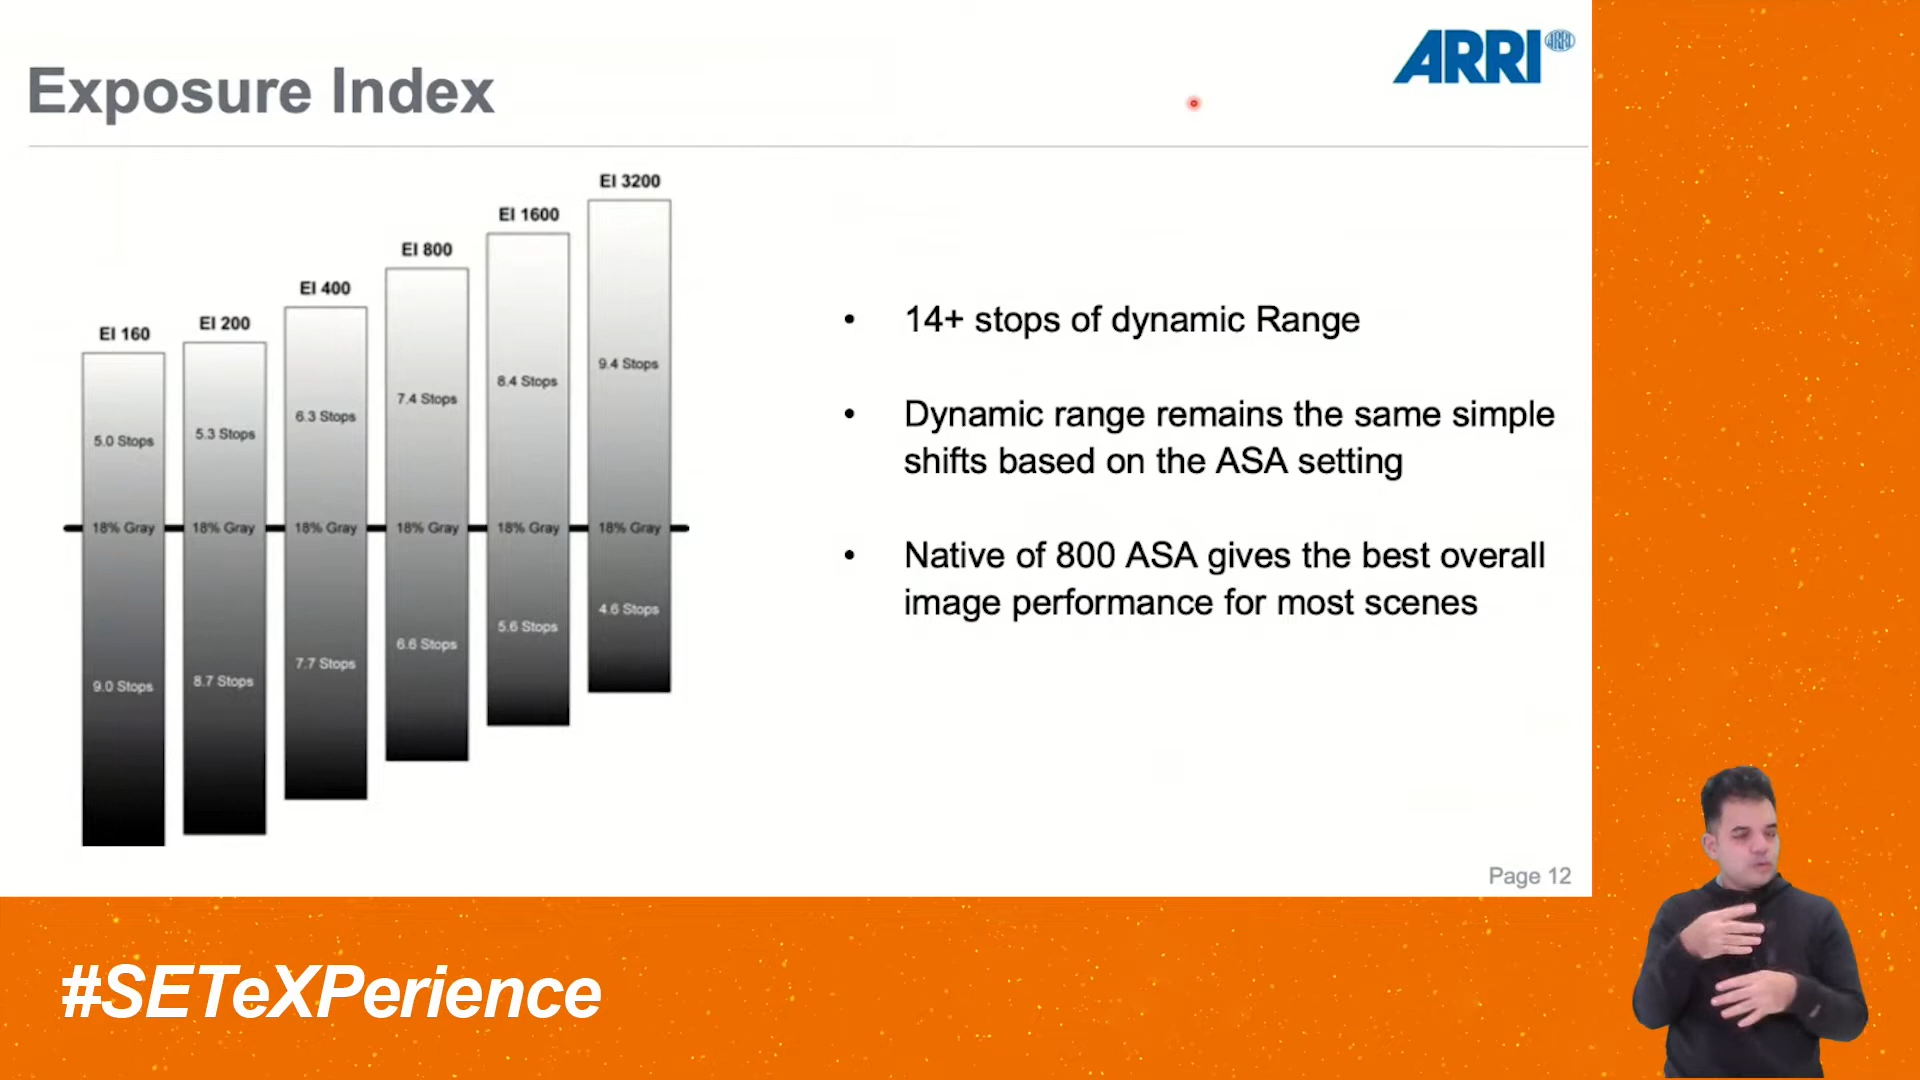 ARRI
ARRI
Exposure Index
EI 3200
EI 1600
EI 800
EI 400
EI 200
EI 160
9.4 Stops
8.4 Stops
7.4 Stops
6.3 Stops
5.3 Stops
5.0 Stops
18% Gray 18% Gray 18% Gray 18% Gray 18% Gray 18% Gray
4.6 Stops
5.6 Stops
6.6 Stops
7.7 Stops
8.7 Stops
9.0 Stops
• 14+ stops of dynamic Range
• Dynamic range remains the same simple
shifts based on the ASA setting
• Native of 800 ASA gives the best overall
image performance for most scenes
Page 12
#SETeXPerience